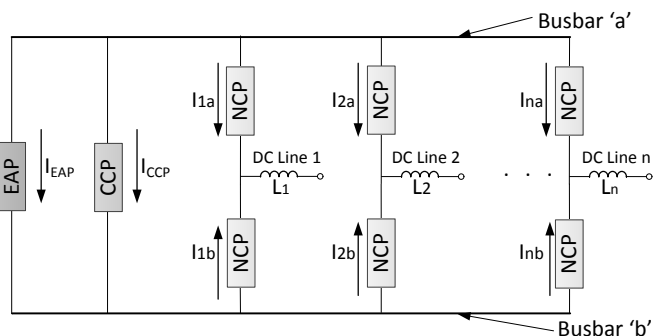 Busbar 'a'
I1a
NCP
I2a
NCP
Ina
NCP
EAP
IEAP
CCP
ICCP
DC Line 1
L1
DC Line 2
L2
. . .
DC Line n
Ln
I1b
NCP
I2b
NCP
Inb
NCP
Busbar 'b'